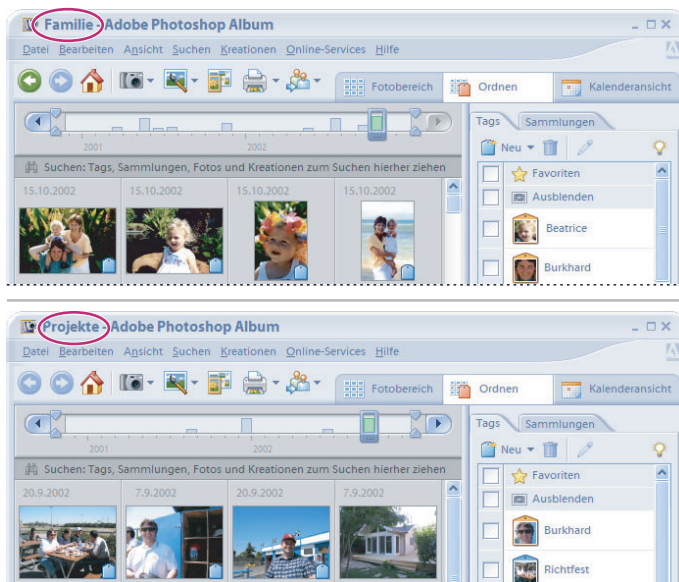 Familie - Adobe Photoshop Album
Datei Bearbeiten Ansicht Suchen Kreationen Online-Services Hilfe
Fotobereich Ordnen Kalenderansicht
Tags Sammlungen
2001 2002
Neu
Suchen: Tags, Sammlungen, Fotos und Kreationen zum Suchen hierher ziehen
Favoriten
15.10.2002 15.10.2002 15.10.2002 15.10.2002
Ausblenden
Beatrice
Burkhard
Projekte - Adobe Photoshop Album
Datei Bearbeiten Ansicht Suchen Kreationen Online-Services Hilfe
Fotobereich Ordnen Kalenderansicht
Tags Sammlungen
2001 2002
Neu
Suchen: Tags, Sammlungen, Fotos und Kreationen zum Suchen hierher ziehen
Favoriten
20.9.2002 7.9.2002 20.9.2002 7.9.2002
Ausblenden
Burkhard
Richtfest